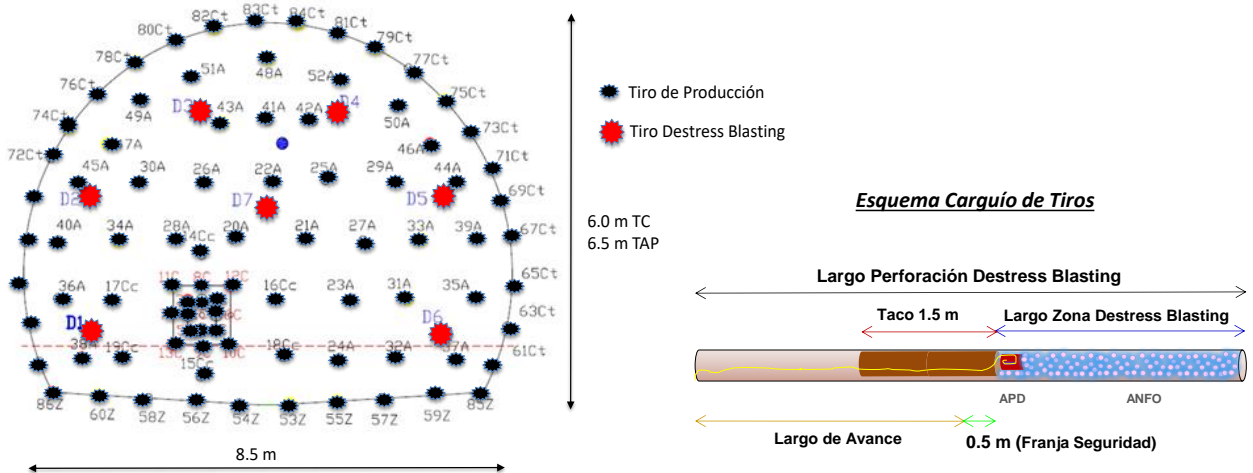 83Ct
82Ct
84Ct
80Ct
81Ct
79Ct
78Ct
77Ct
76Ct
75Ct
74Ct
73Ct
72Ct
71Ct
69Ct
67Ct
65Ct
63Ct
61Ct
51A
48A
52A
49A
D3
43A
41A
42A
D4
50A
7A
46A
45A
30A
26A
22A
25A
29A
44A
D2
D7
D5
40A
34A
28A
14Cc
20A
21A
27A
33A
39A
11C
8C
12C
36A
17Cc
16Cc
23A
31A
35A
D1
D6
38A
19Cc
13C
10C
18Cc
24A
32A
37A
15Cc
86Z
60Z
58Z
56Z
54Z
53Z
55Z
57Z
59Z
85Z
8.5 m
6.0 m TC
6.5 m TAP
Tiro de Producción
Tiro Destress Blasting
Esquema Carguío de Tiros
Largo Perforación Destress Blasting
Taco 1.5 m
Largo Zona Destress Blasting
APD
ANFO
Largo de Avance
0.5 m (Franja Seguridad)